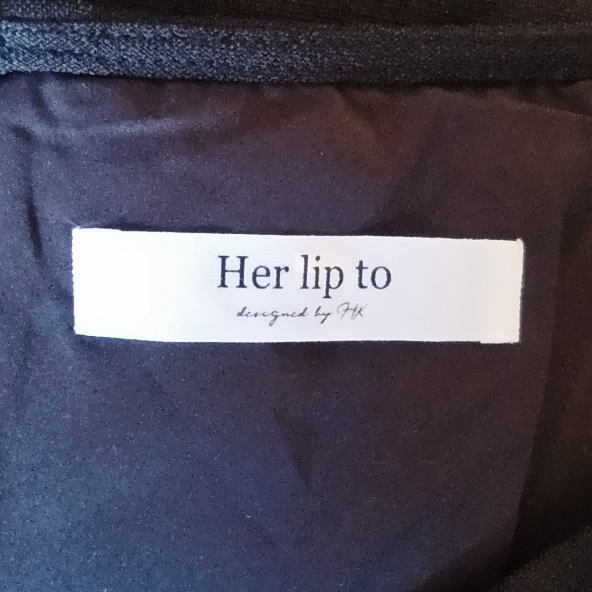 Her lip to
designed by HK